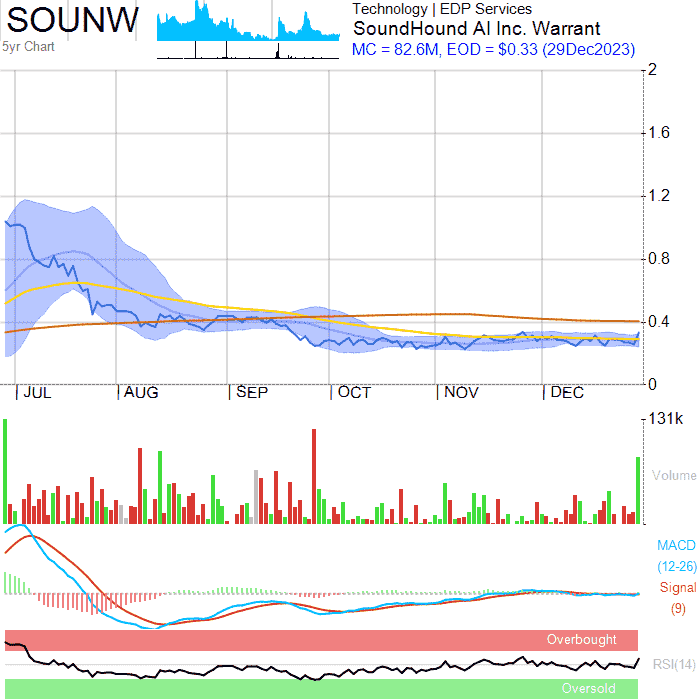 SOUNW
5yr Chart
Technology | EDP Services
SoundHound AI Inc. Warrant
MC = 82.6M, EOD = $0.33 (29Dec2023)
2
1.6
1.2
0.8
0.4
0
JUL
AUG
SEP
OCT
NOV
DEC
131k
Volume
MACD
(12-26)
Signal
(9)
Overbought
RSI(14)
Oversold